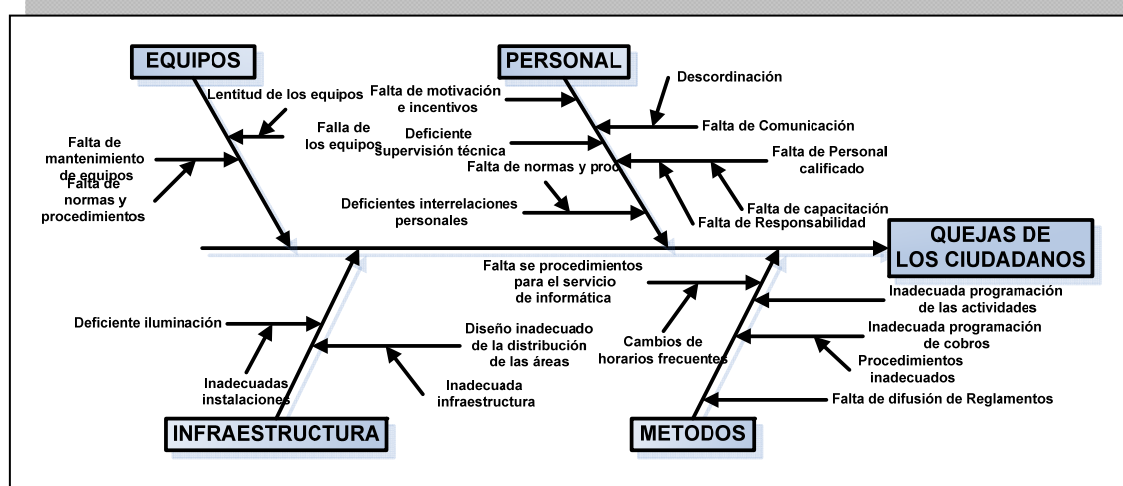 EQUIPOS
Lentitud de los equipos
Falla de
los equipos
Falta de
mantenimiento
de equipos
Falta de
normas y
procedimientos
PERSONAL
Falta de motivación
e incentivos
Descordinación
Falta de Comunicación
Deficiente
supervisión técnica
Falta de Personal
calificado
Falta de normas y proc
Falta de capacitación
Falta de Responsabilidad
Deficientes interrelaciones
personales
QUEJAS DE
LOS CIUDADANOS
Deficiente iluminación
Inadecuadas
instalaciones
Diseño inadecuado
de la distribución
de las áreas
Inadecuada
infraestructura
INFRAESTRUCTURA
Falta se procedimientos
para el servicio
de informática
Cambios de
horarios frecuentes
Inadecuada programación
de las actividades
Inadecuada programación
de cobros
Procedimientos
inadecuados
Falta de difusión de Reglamentos
METODOS